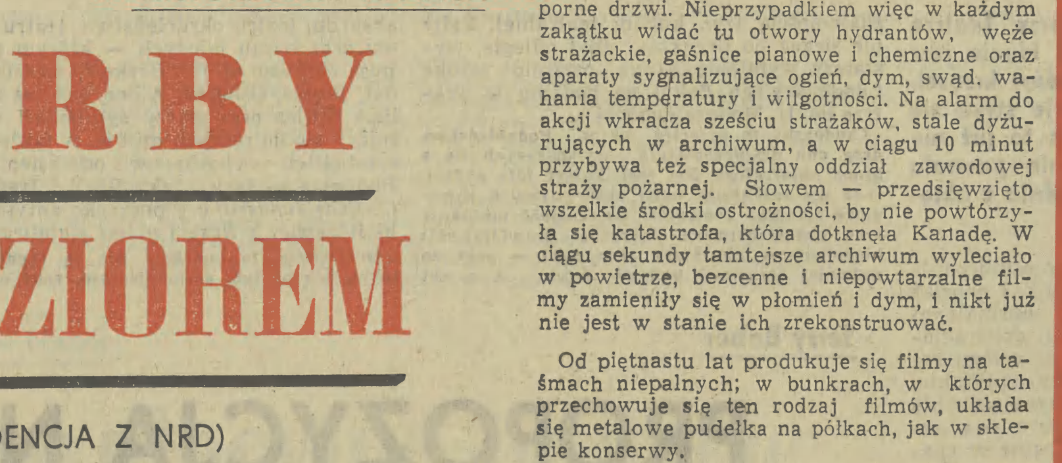 RBY
ZIOREM
DENCJA Z NRD)
porne drzwi. Nieprzypadkiem więc w każdym
zakątku widać tu otwory hydrantów, węże
strażackie, gaśnice pianowe i chemiczne oraz
aparaty sygnalizujące ogień, dym, swąd, wa-
hania temperatury i wilgotności. Na alarm do
akcji wkracza sześciu strażaków, stale dyżu-
rujących w archiwum, a w ciągu 10 minut
przybywa też specjalny oddział zawodowej
straży pożarnej. Słowem — przedsięwzięto
wszelkie środki ostrożności, by nie powtórzy-
ła się katastrofa, która dotknęła Kanadę. W
ciągu sekundy tamtejsze archiwum wyleciało
w powietrze, bezcenne i niepowtarzalne fil-
my zamieniły się w płomień i dym, i nikt już
nie jest w stanie ich zrekonstruować.
Od piętnastu lat produkuje się filmy na ta-
śmach niepalnych; w bunkrach, w których
przechowuje się ten rodzaj filmów, układa
się metalowe pudełka na półkach, jak w skle-
pie konserwy.